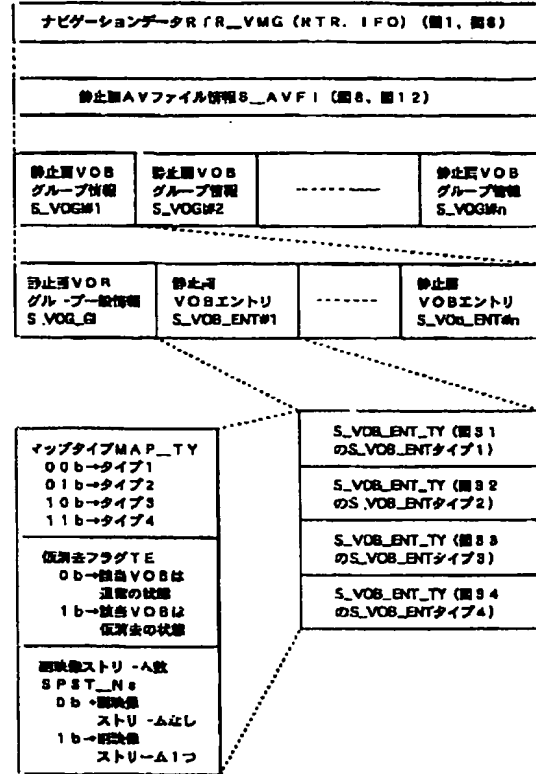 ナビゲーションデータRTR__VMG (RTR. IFO) (図1, 図8)
静止画AVファイル情報S__AVFI (図8, 図12)
静止画VOB
グループ情報
S_VOGI#1
静止画VOB
グループ情報
S_VOGI#2
静止画VOB
グループ情報
S_VOGI#n
静止画VOB
グループ一般情報
S_VOG_GI
静止画
VOBエントリ
S_VOB_ENT#1
静止画
VOBエントリ
S_VOB_ENT#n
マップタイプMAP__TY
00b→タイプ1
01b→タイプ2
10b→タイプ3
11b→タイプ4
仮消去フラグTE
0b→該当VOBは
通常の状態
1b→該当VOBは
仮消去の状態
副映像ストリーム数
SPST__Ns
0b→副映像
ストリームなし
1b→副映像
ストリーム1つ
S_VOB_ENT_TY (図31
のS_VOB_ENTタイプ1)
S_VOB_ENT_TY (図32
のS_VOB_ENTタイプ2)
S_VOB_ENT_TY (図33
のS_VOB_ENTタイプ3)
S_VOB_ENT_TY (図34
のS_VOB_ENTタイプ4)